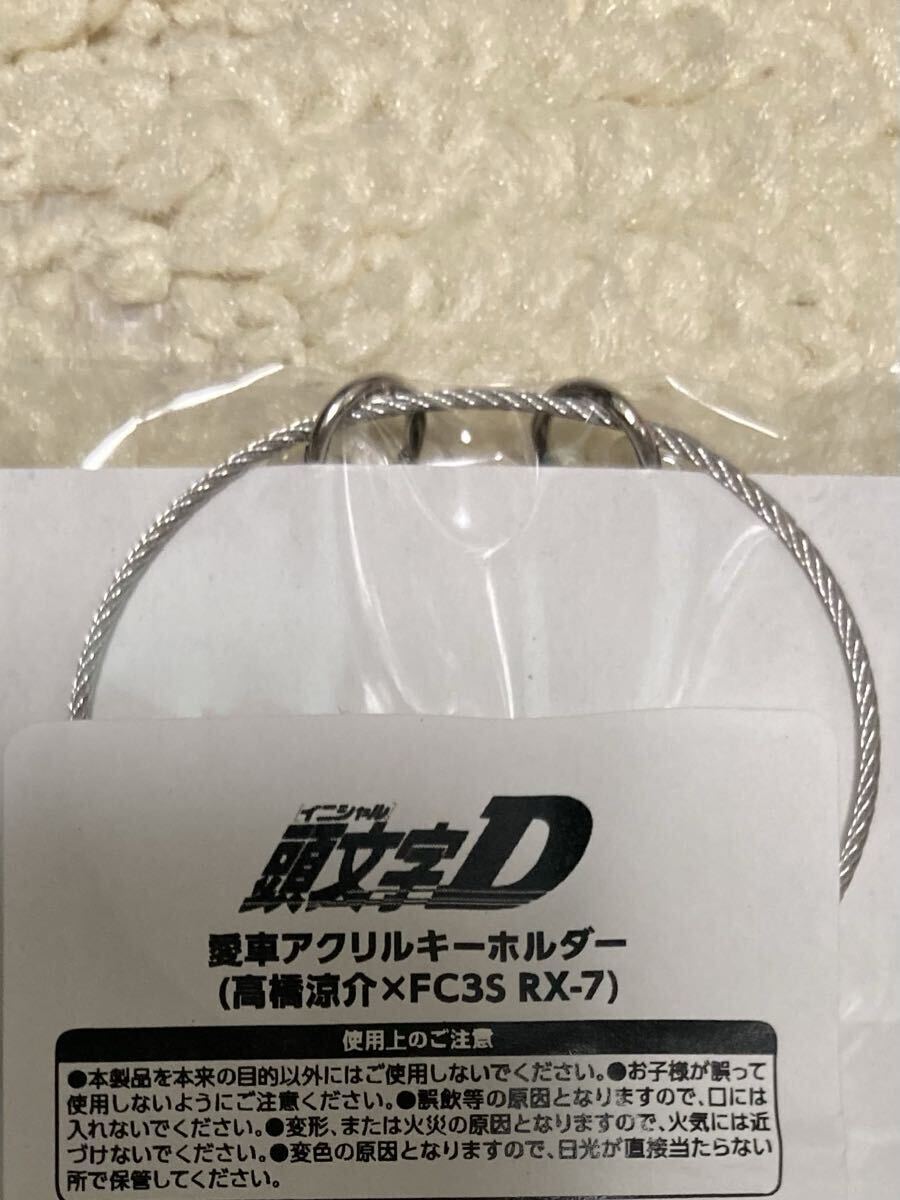 イニシャル
頭文字D
愛車アクリルキーホルダー
(高橋涼介×FC3S RX-7)
使用上のご注意
●本製品を本来の目的以外にはご使用しないでください。●お子様が誤って
使用しないようにご注意ください。●誤飲等の原因となりますので、口には
入れないでください。●変形、または火災の原因となりますので、火気には近
づけないでください。●変色の原因となりますので、日光が直接当たらない
所で保管してください。